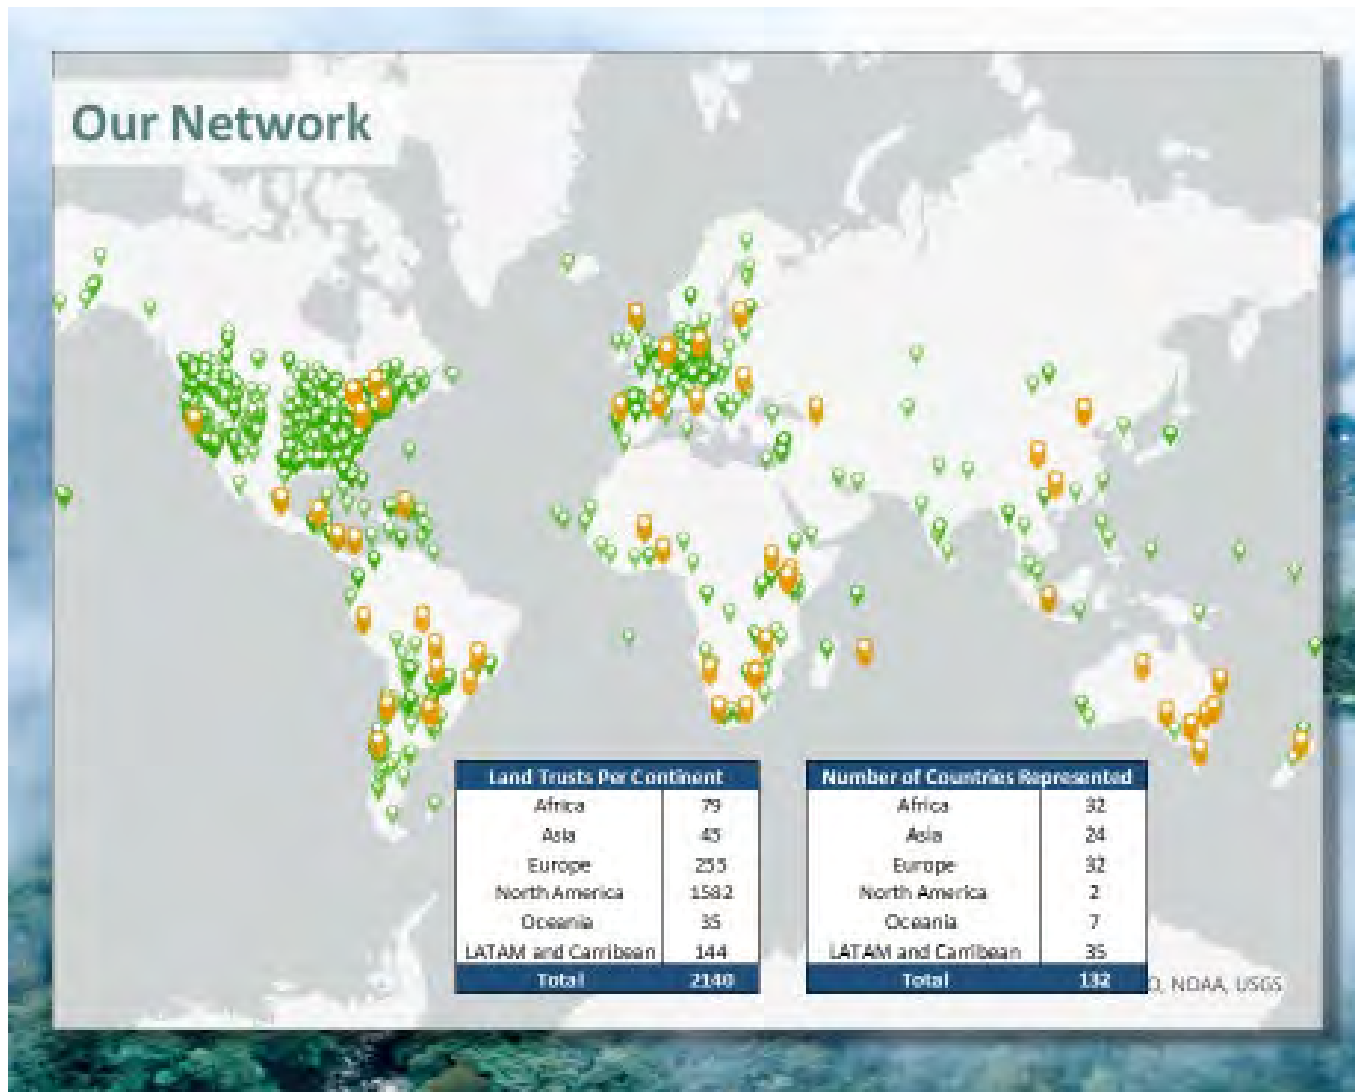 Our Network
Land Trusts Per Continent
Africa 79
Asia 45
Europe 255
North America 1582
Oceania 35
LATAM and Carribean 144
Total 2140
Number of Countries Represented
Africa 32
Asia 24
Europe 32
North America 2
Oceania 7
LATAM and Carribean 35
Total 132
NOAA, USGS